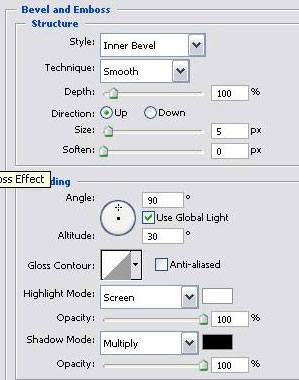 Bevel and Emboss
Structure
Style: Inner Bevel
Technique: Smooth
Depth: 100 %
Direction: Up Down
Size: 5 px
Soften: 0 px
Effect
Angle: 90 °
Use Global Light
Altitude: 30 °
Gloss Contour: Anti-aliased
Highlight Mode: Screen
Opacity: 100 %
Shadow Mode: Multiply
Opacity: 100 %